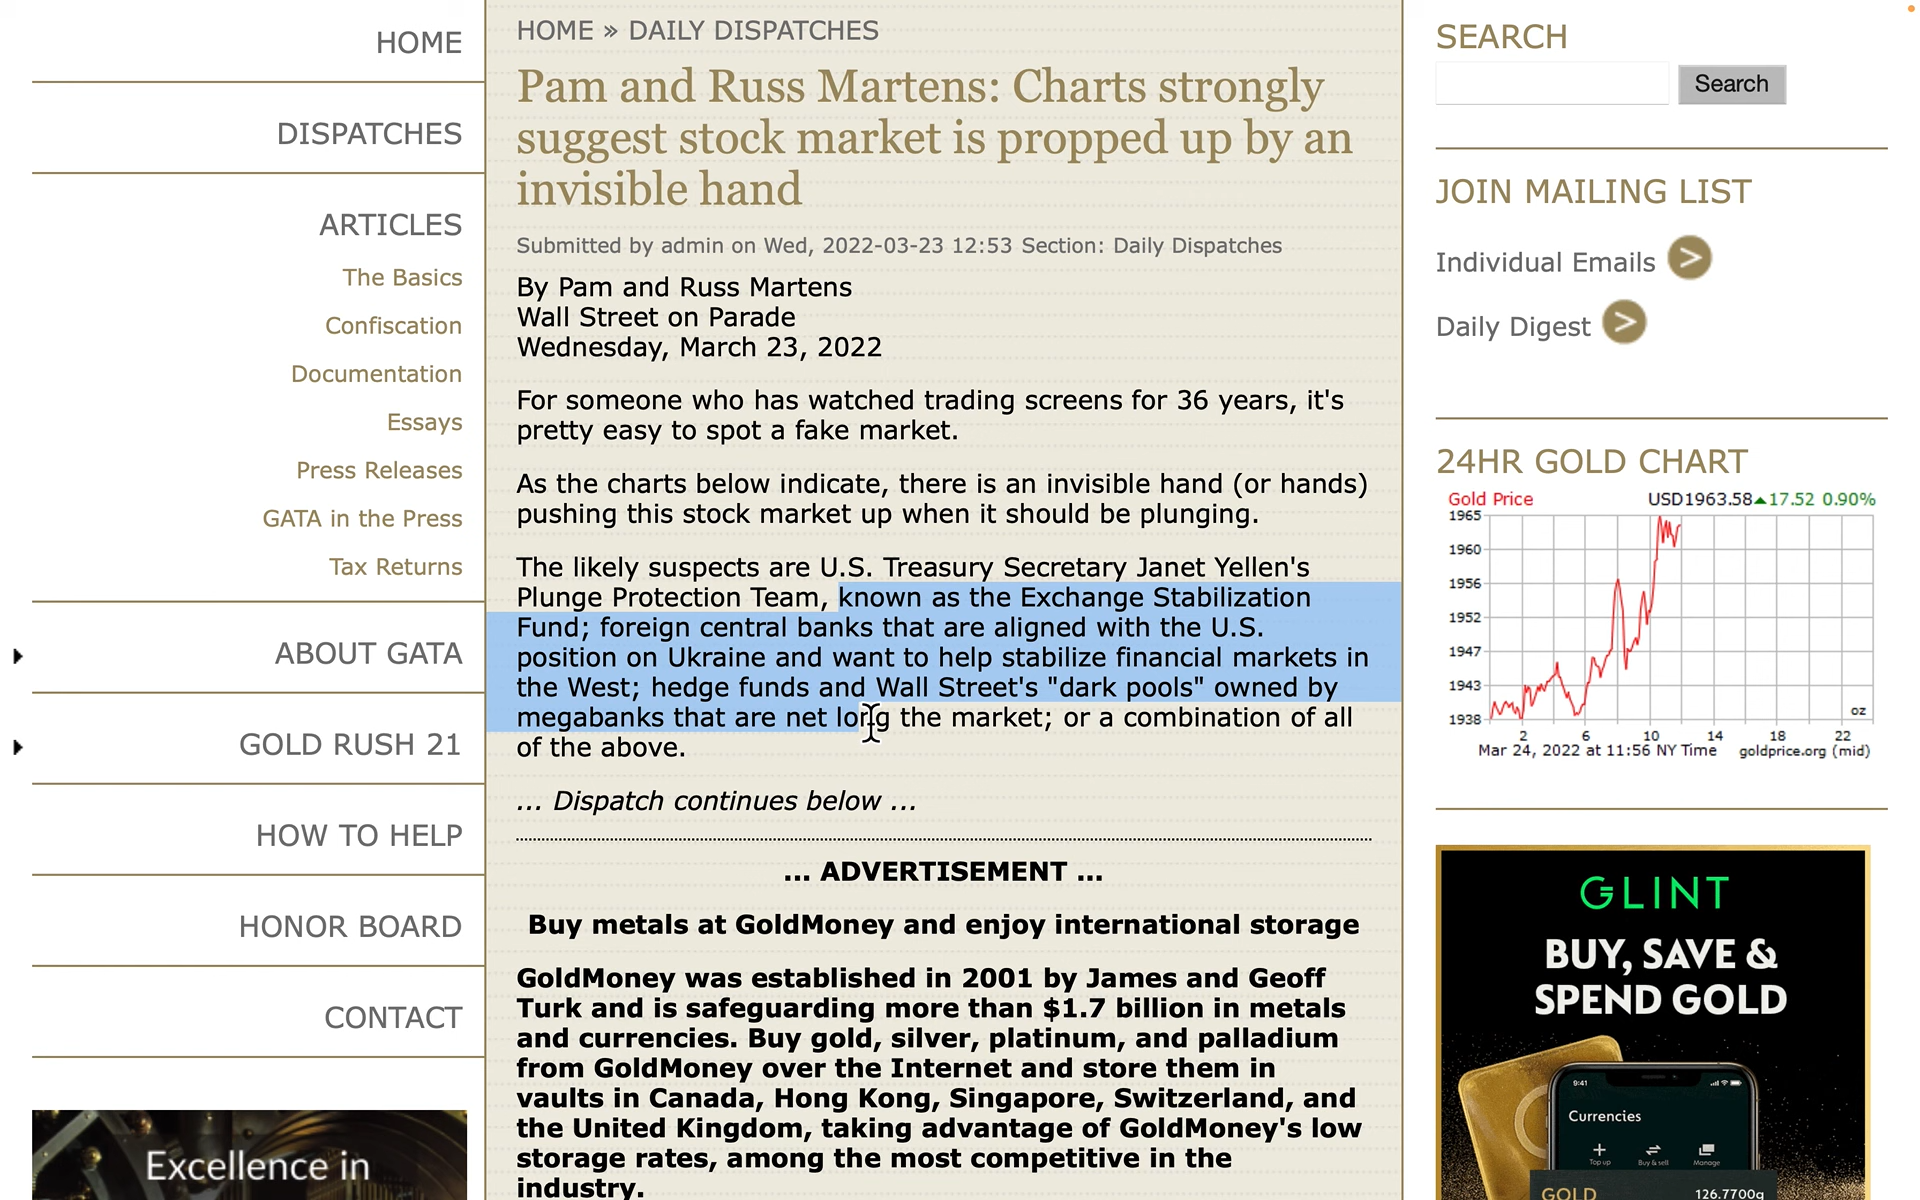 HOME
DISPATCHES
ARTICLES
The Basics
Confiscation
Documentation
Essays
Press Releases
GATA in the Press
Tax Returns
ABOUT GATA
GOLD RUSH 21
HOW TO HELP
HONOR BOARD
CONTACT
Excellence in
HOME » DAILY DISPATCHES
Pam and Russ Martens: Charts strongly
suggest stock market is propped up by an
invisible hand
Submitted by admin on Wed, 2022-03-23 12:53 Section: Daily Dispatches
By Pam and Russ Martens
Wall Street on Parade
Wednesday, March 23, 2022
For someone who has watched trading screens for 36 years, it's
pretty easy to spot a fake market.
As the charts below indicate, there is an invisible hand (or hands)
pushing this stock market up when it should be plunging.
The likely suspects are U.S. Treasury Secretary Janet Yellen's
Plunge Protection Team, known as the Exchange Stabilization
Fund; foreign central banks that are aligned with the U.S.
position on Ukraine and want to help stabilize financial markets in
the West; hedge funds and Wall Street's "dark pools" owned by
megabanks that are net long the market; or a combination of all
of the above.
... Dispatch continues below ...
... ADVERTISEMENT ...
Buy metals at GoldMoney and enjoy international storage
GoldMoney was established in 2001 by James and Geoff
Turk and is safeguarding more than $1.7 billion in metals
and currencies. Buy gold, silver, platinum, and palladium
from GoldMoney over the Internet and store them in
vaults in Canada, Hong Kong, Singapore, Switzerland, and
the United Kingdom, taking advantage of GoldMoney's low
storage rates, among the most competitive in the
industry.
SEARCH
Search
JOIN MAILING LIST
Individual Emails >
Daily Digest >
24HR GOLD CHART
Gold Price USD1963.58 17.52 0.90%
1965
1960
1956
1952
1947
1943
1938
oz
2 6 10 14 18 22
Mar 24, 2022 at 11:56 NY Time goldprice.org (mid)
GLINT
BUY, SAVE &
SPEND GOLD
9:41
Currencies
Top up Buy & sell Manage
GOLD 126.7700g